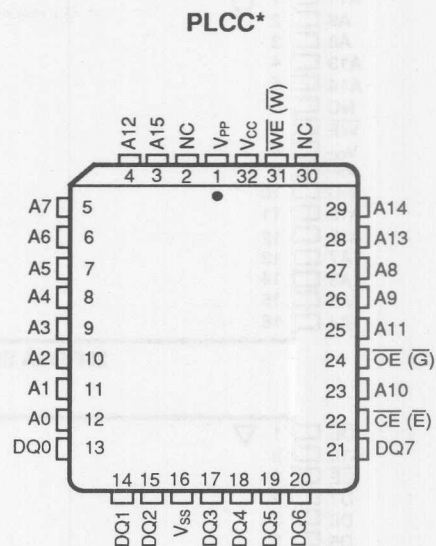 PLCC*
A12 A15 NC VPP VCC W̅E̅ (W̅) NC
4 3 2 1 32 31 30
A7 5 29 A14
A6 6 28 A13
A5 7 27 A8
A4 8 26 A9
A3 9 25 A11
A2 10 24 O̅E̅ (G̅)
A1 11 23 A10
A0 12 22 C̅E̅ (E̅)
DQ0 13 21 DQ7
14 15 16 17 18 19 20
DQ1 DQ2 VSS DQ3 DQ4 DQ5 DQ6